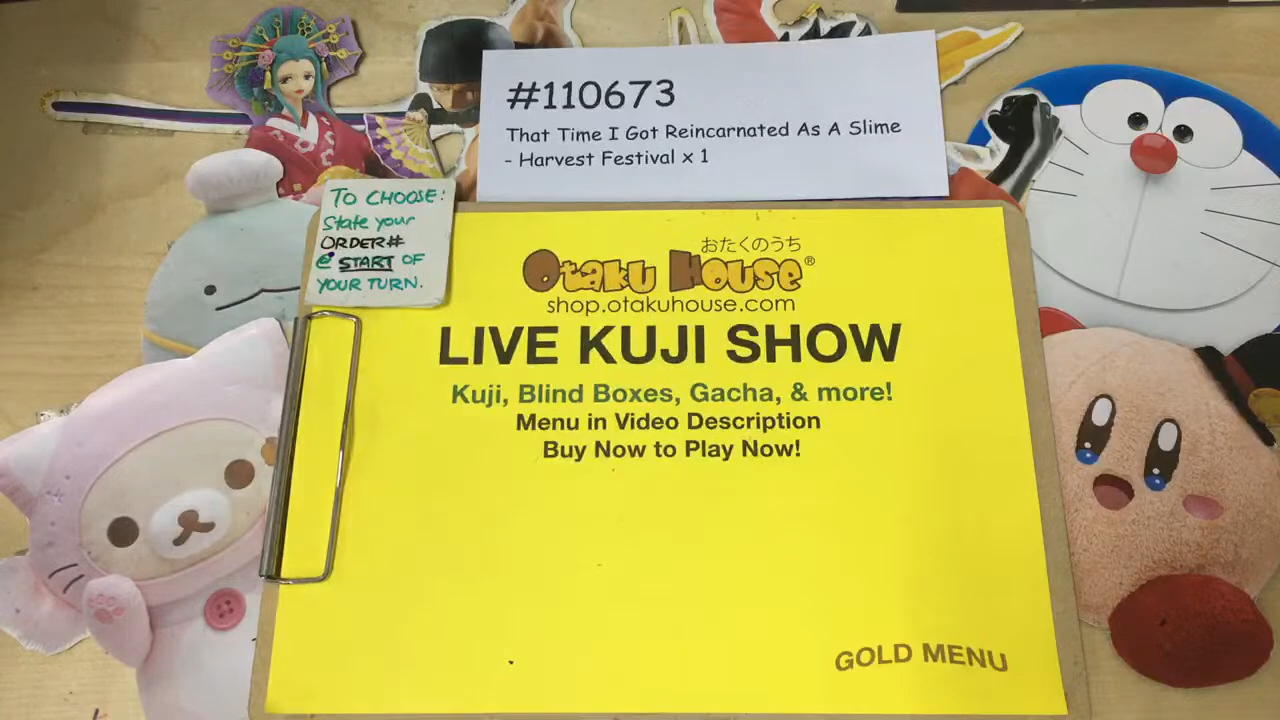 #110673
That Time I Got Reincarnated As A Slime
- Harvest Festival x 1
TO CHOOSE:
State your
ORDER#
@ START OF
YOUR TURN.
おたくのうち
Otaku House®
shop.otakuhouse.com
LIVE KUJI SHOW
Kuji, Blind Boxes, Gacha, & more!
Menu in Video Description
Buy Now to Play Now!
GOLD MENU